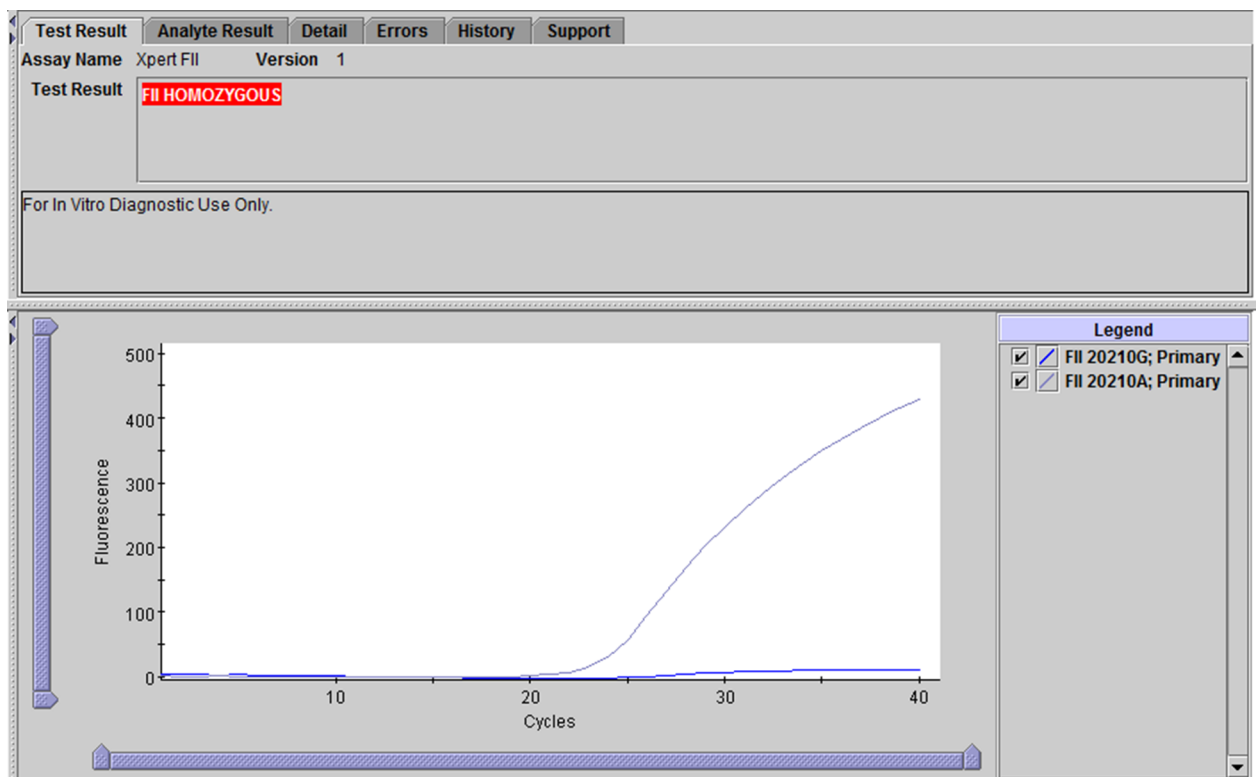 Test Result Analyte Result Detail Errors History Support
Assay Name Xpert FII Version 1
Test Result FII HOMOZYGOUS
For In Vitro Diagnostic Use Only.
Legend
FII 20210G; Primary
FII 20210A; Primary
500
400
300
200
100
0
Fluorescence
10 20 30 40
Cycles